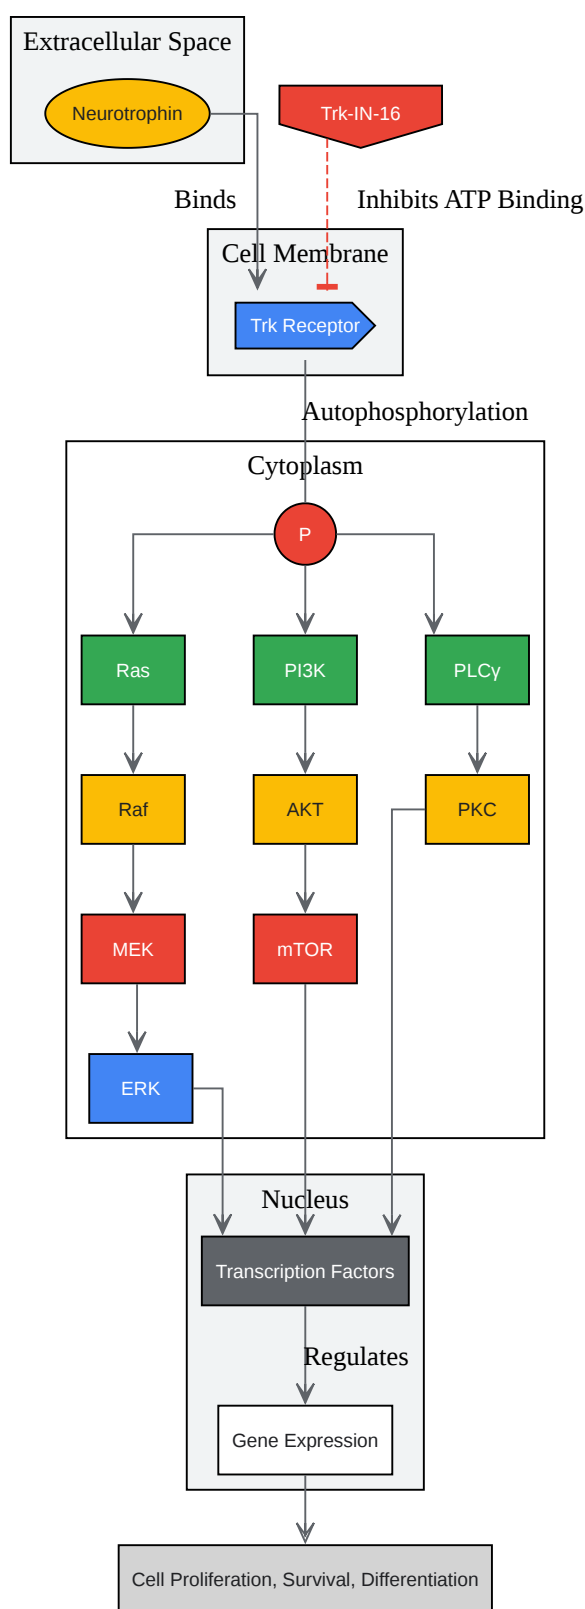 Extracellular Space
Neurotrophin
Trk-IN-16
Binds
Inhibits ATP Binding
Cell Membrane
Trk Receptor
Autophosphorylation
Cytoplasm
P
Ras
PI3K
PLCγ
Raf
AKT
PKC
MEK
mTOR
ERK
Nucleus
Transcription Factors
Regulates
Gene Expression
Cell Proliferation, Survival, Differentiation